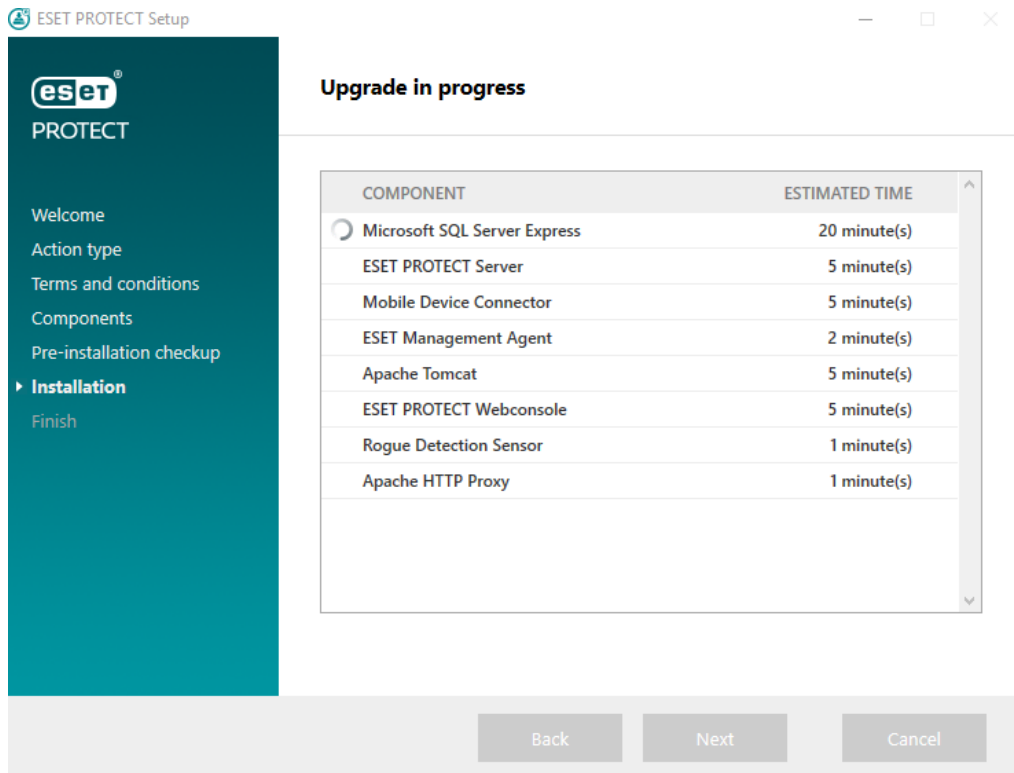 ESET PROTECT Setup
eset®
PROTECT
Welcome
Action type
Terms and conditions
Components
Pre-installation checkup
Installation
Finish
Upgrade in progress
COMPONENT ESTIMATED TIME
Microsoft SQL Server Express 20 minute(s)
ESET PROTECT Server 5 minute(s)
Mobile Device Connector 5 minute(s)
ESET Management Agent 2 minute(s)
Apache Tomcat 5 minute(s)
ESET PROTECT Webconsole 5 minute(s)
Rogue Detection Sensor 1 minute(s)
Apache HTTP Proxy 1 minute(s)
Back Next Cancel